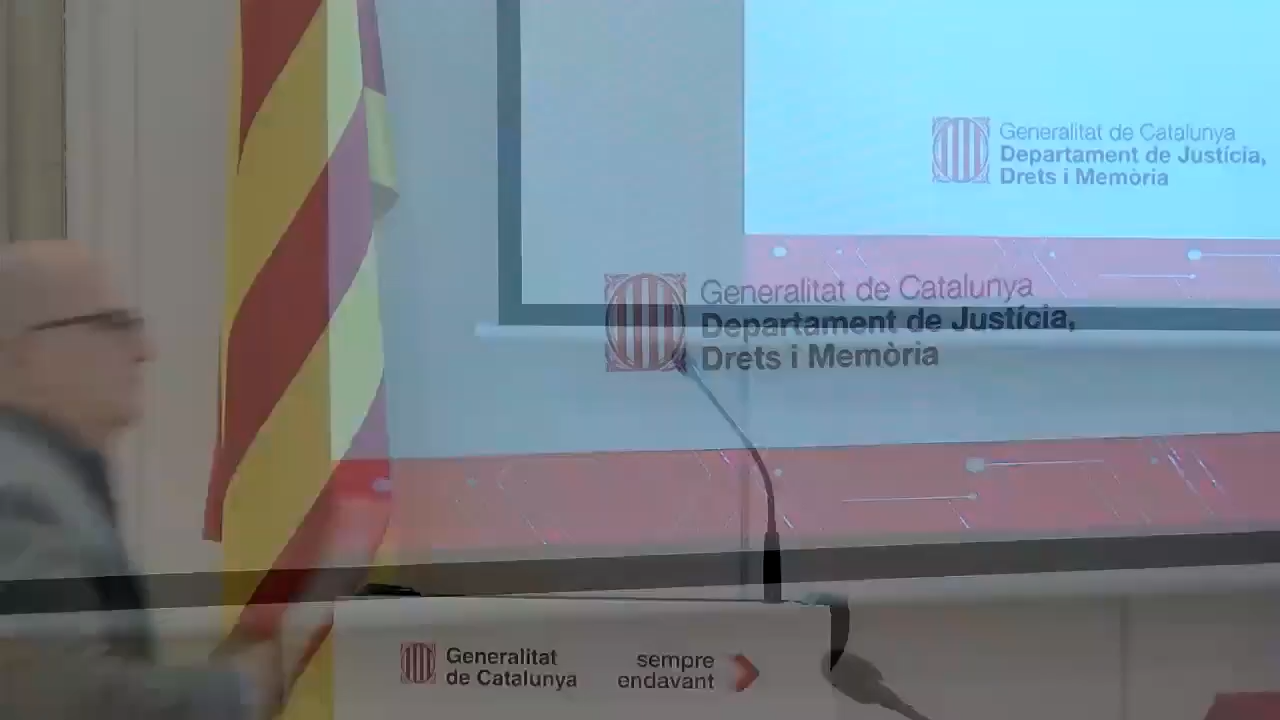 Generalitat de Catalunya
Departament de Justícia,
Drets i Memòria
Generalitat de Catalunya
Departament de Justícia,
Drets i Memòria
Generalitat
de Catalunya
sempre
endavant